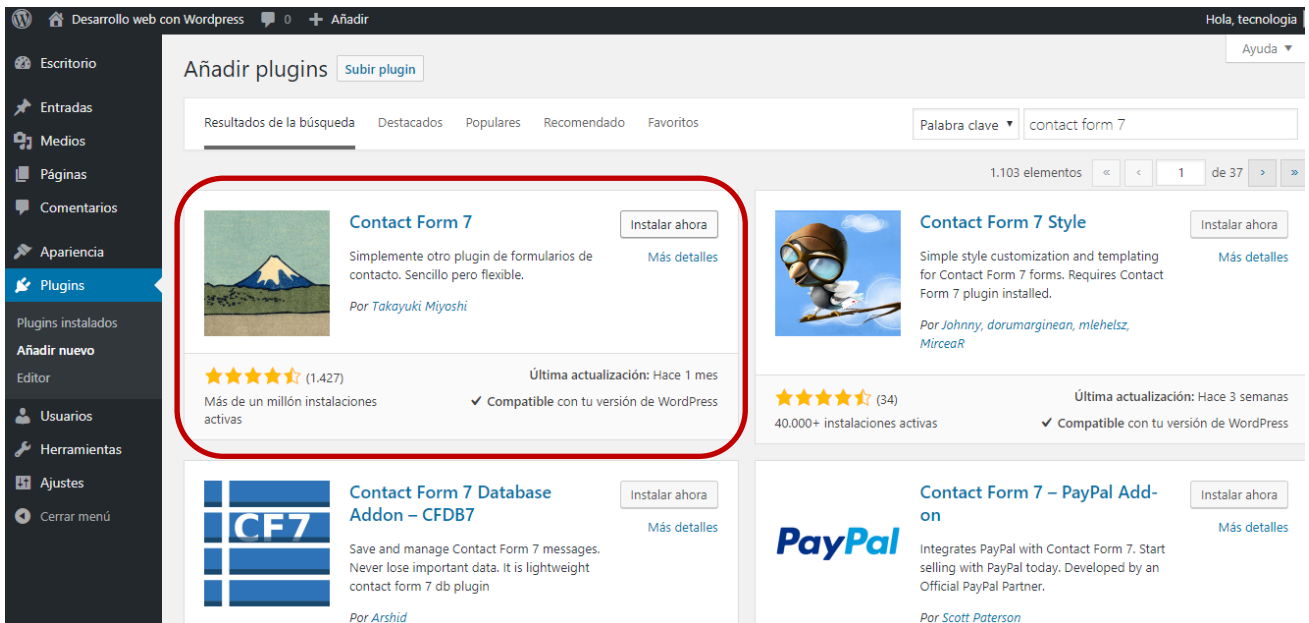 Desarrollo web con Wordpress 0 Añadir Hola, tecnologia
Ayuda
Escritorio
Entradas
Medios
Páginas
Comentarios
Apariencia
Plugins
Plugins instalados
Añadir nuevo
Editor
Usuarios
Herramientas
Ajustes
Cerrar menú
Añadir plugins Subir plugin
Resultados de la búsqueda Destacados Populares Recomendado Favoritos Palabra clave contact form 7
1.103 elementos « ‹ 1 de 37 › »
Contact Form 7
Instalar ahora
Más detalles
Simplemente otro plugin de formularios de
contacto. Sencillo pero flexible.
Por Takayuki Miyoshi
(1.427)
Más de un millón instalaciones
activas
Última actualización: Hace 1 mes
✓ Compatible con tu versión de WordPress
Contact Form 7 Style
Instalar ahora
Más detalles
Simple style customization and templating
for Contact Form 7 forms. Requires Contact
Form 7 plugin installed.
Por Johnny, dorumarginean, mlehelsz,
MirceaR
(34)
40.000+ instalaciones activas
Última actualización: Hace 3 semanas
✓ Compatible con tu versión de WordPress
CF7
Contact Form 7 Database
Addon – CFDB7
Instalar ahora
Más detalles
Save and manage Contact Form 7 messages.
Never lose important data. It is lightweight
contact form 7 db plugin
Por Arshid
PayPal
Contact Form 7 – PayPal Add-
on
Instalar ahora
Más detalles
Integrates PayPal with Contact Form 7. Start
selling with PayPal today. Developed by an
Official PayPal Partner.
Por Scott Paterson